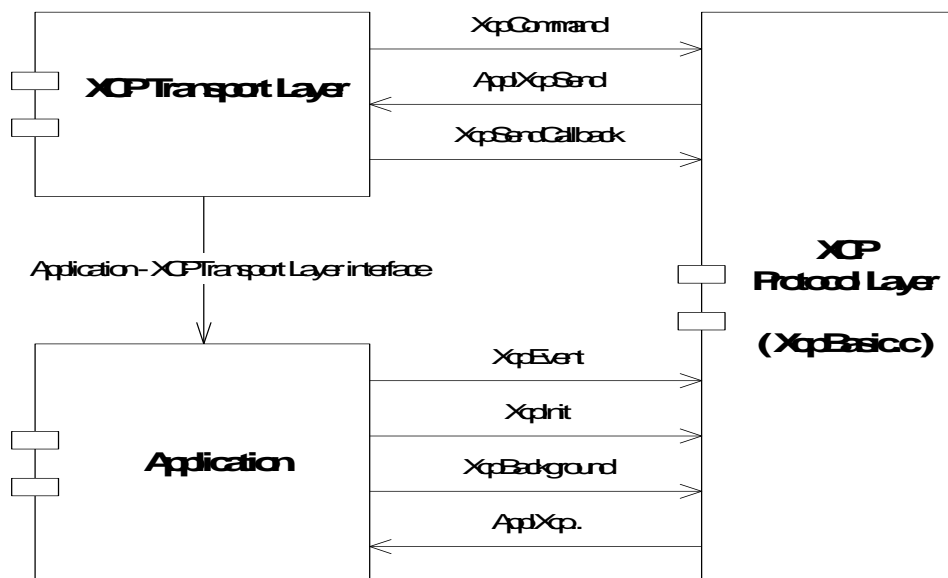 XCP Transport Layer
XcpCommand
ApplXcpSend
XcpSendCallback
Application - XCP Transport Layer interface
XCP
Protocol Layer
( XcpBasic.c )
Application
XcpEvent
XcpInit
XcpBackground
ApplXcp..